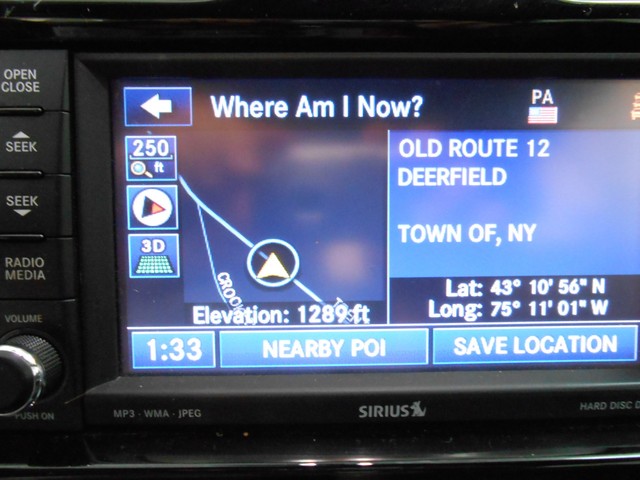 OPEN
CLOSE
SEEK
SEEK
RADIO
MEDIA
VOLUME
PUSH ON
Where Am I Now?
PA
250
ft
3D
OLD ROUTE 12
DEERFIELD
TOWN OF, NY
Elevation: 1289 ft
Lat: 43° 10' 56" N
Long: 75° 11' 01" W
1:33
NEARBY POI
SAVE LOCATION
MP3 · WMA · JPEG
SIRIUS
HARD DISC